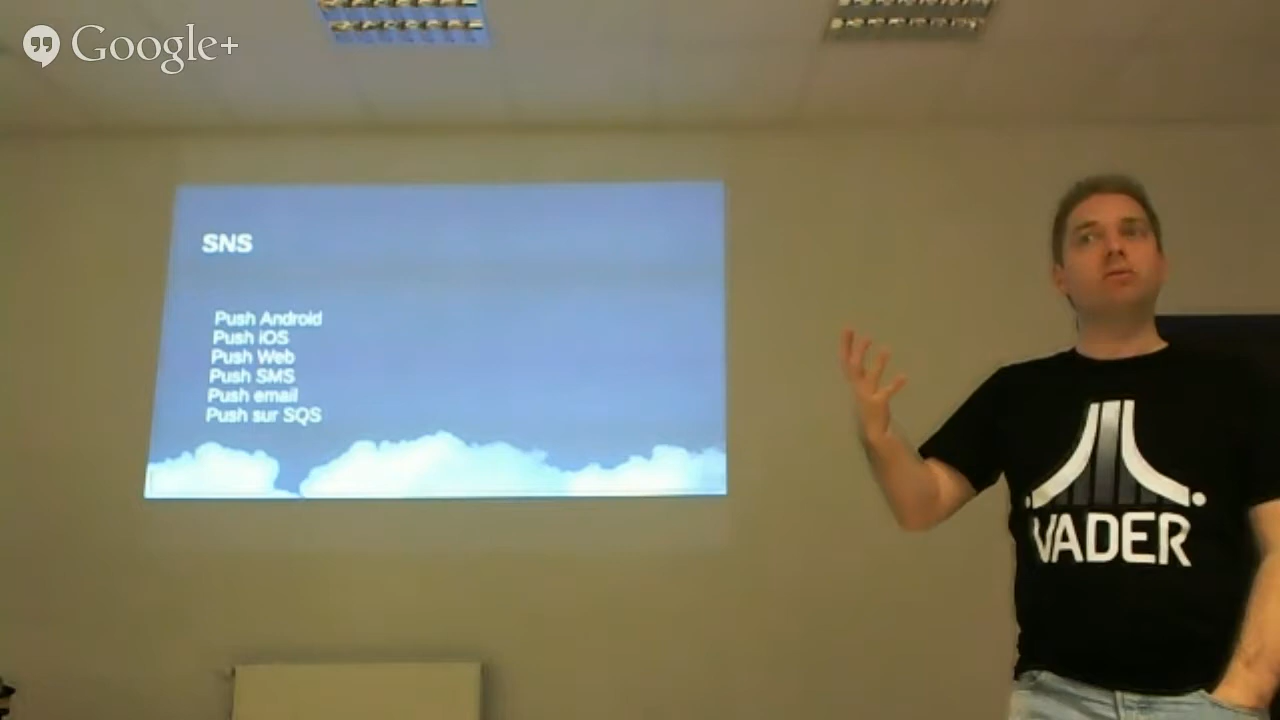 Google+
SNS
Push Android
Push iOS
Push Web
Push SMS
Push email
Push sur SQS
VADER